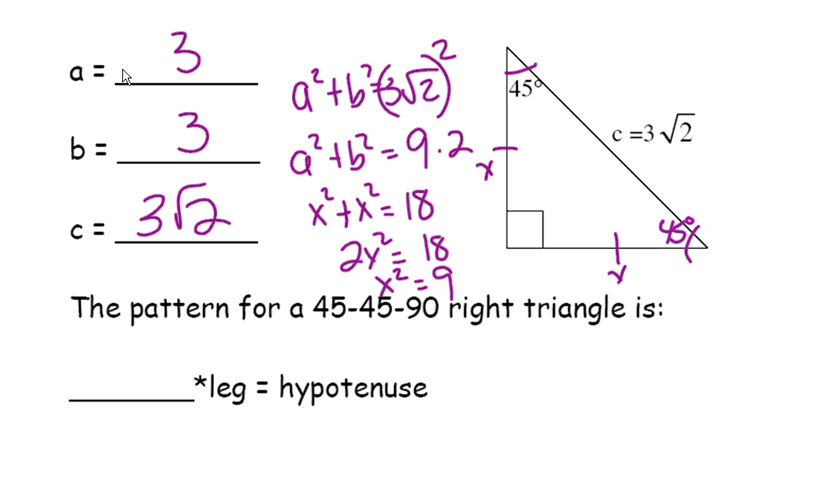 a = 3
b = 3
c = 3√2
a²+b²=(3√2)²
a²+b²=9·2
x²+x²=18
2x²=18
x²=9
45°
c =3√2
x
45°
x
The pattern for a 45-45-90 right triangle is:
________*leg = hypotenuse